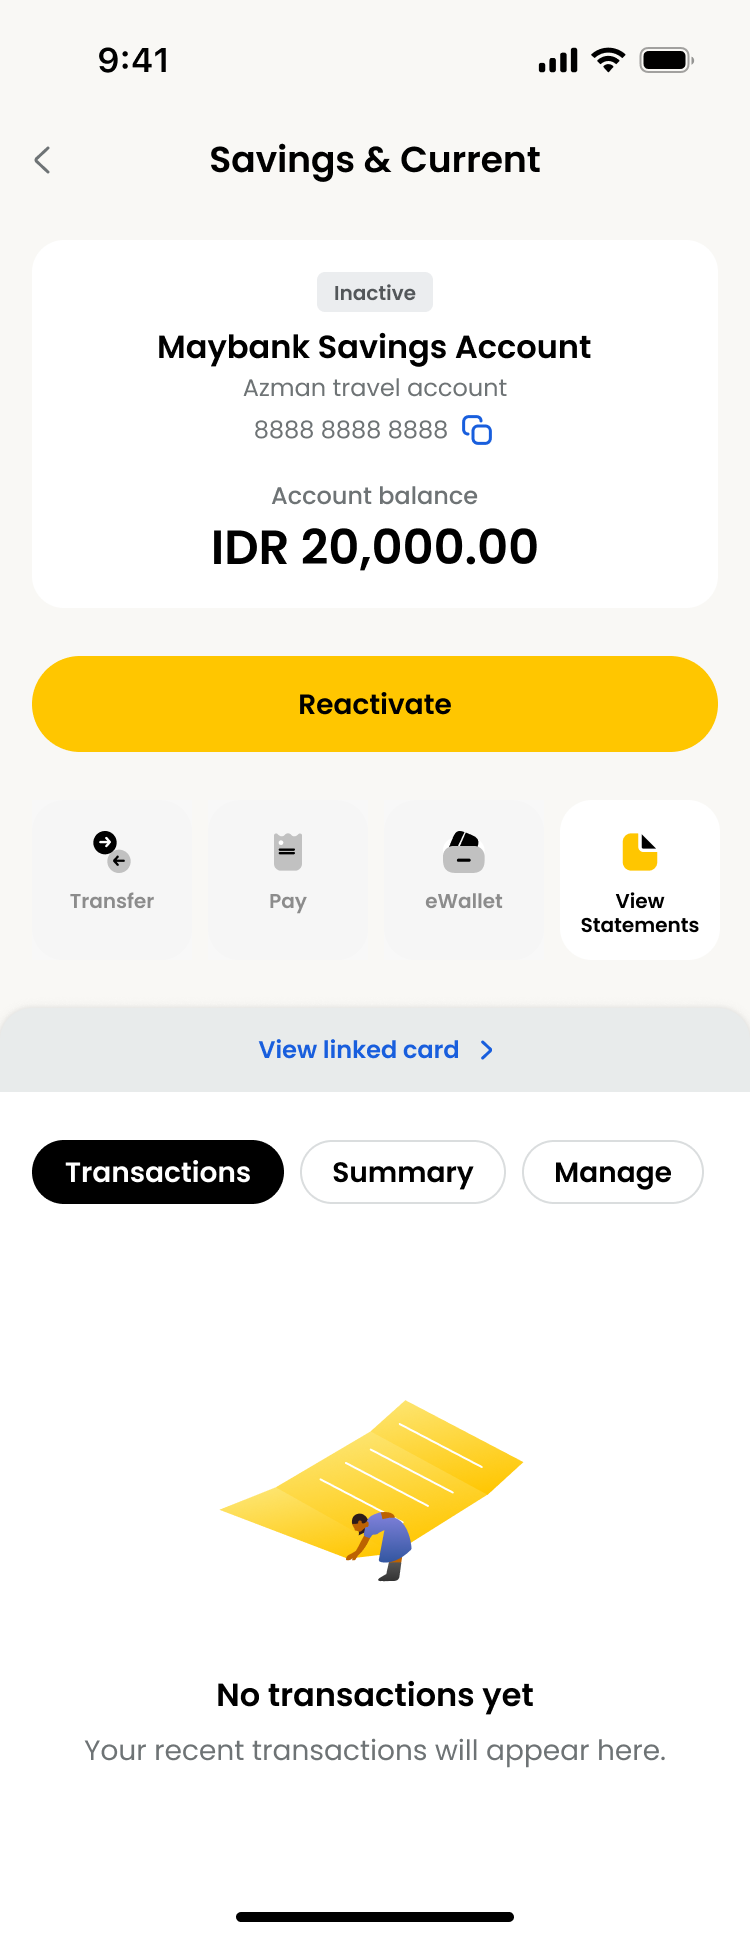 9:41
Savings & Current
Inactive
Maybank Savings Account
Azman travel account
8888 8888 8888
Account balance
IDR 20,000.00
Reactivate
Transfer
Pay
eWallet
View
Statements
View linked card
Transactions
Summary
Manage
No transactions yet
Your recent transactions will appear here.